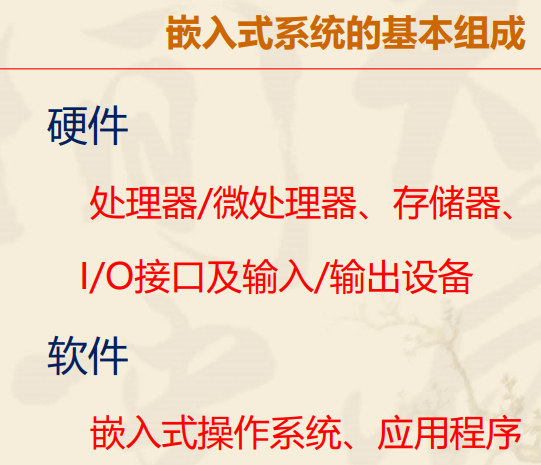 嵌入式系统的基本组成
硬件
处理器/微处理器、存储器、
I/O接口及输入/输出设备
软件
嵌入式操作系统、应用程序